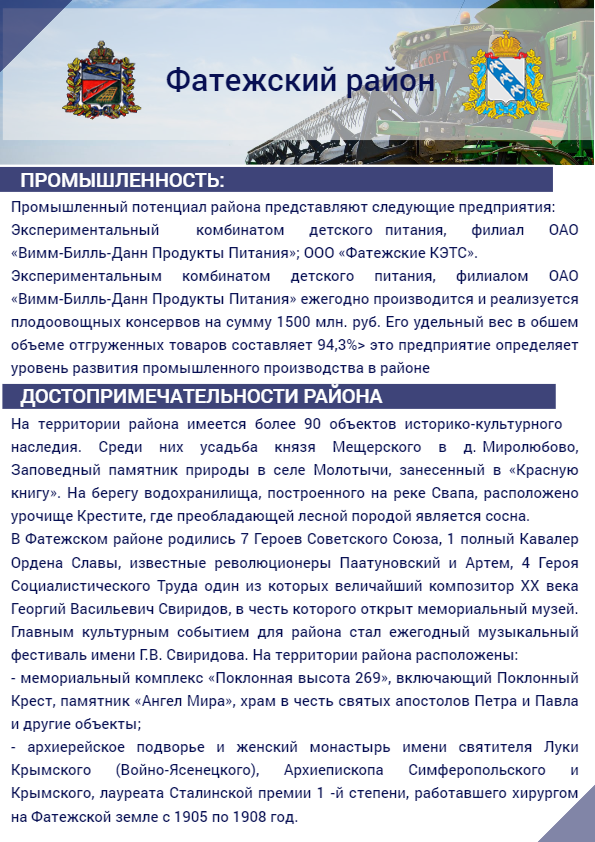 Фатежский район
ПРОМЫШЛЕННОСТЬ:
Промышленный потенциал района представляют следующие предприятия:
Экспериментальный комбинатом детского питания, филиал ОАО
«Вимм-Билль-Данн Продукты Питания»; ООО «Фатежские КЭТС».
Экспериментальным комбинатом детского питания, филиалом ОАО
«Вимм-Билль-Данн Продукты Питания» ежегодно производится и реализуется
плодоовощных консервов на сумму 1500 млн. руб. Его удельный вес в обшем
объеме отгруженных товаров составляет 94,3%> это предприятие определяет
уровень развития промышленного производства в районе
ДОСТОПРИМЕЧАТЕЛЬНОСТИ РАЙОНА
На территории района имеется более 90 объектов историко-культурного
наследия. Среди них усадьба князя Мещерского в д. Миролюбово,
Заповедный памятник природы в селе Молотычи, занесенный в «Красную
книгу». На берегу водохранилища, построенного на реке Свапа, расположено
урочище Крестите, где преобладающей лесной породой является сосна.
В Фатежском районе родились 7 Героев Советского Союза, 1 полный Кавалер
Ордена Славы, известные революционеры Паатуновский и Артем, 4 Героя
Социалистического Труда один из которых величайший композитор XX века
Георгий Васильевич Свиридов, в честь которого открыт мемориальный музей.
Главным культурным событием для района стал ежегодный музыкальный
фестиваль имени Г.В. Свиридова. На территории района расположены:
- мемориальный комплекс «Поклонная высота 269», включающий Поклонный
Крест, памятник «Ангел Мира», храм в честь святых апостолов Петра и Павла
и другие объекты;
- архиерейское подворье и женский монастырь имени святителя Луки
Крымского (Войно-Ясенецкого), Архиепископа Симферопольского и
Крымского, лауреата Сталинской премии 1 -й степени, работавшего хирургом
на Фатежской земле с 1905 по 1908 год.